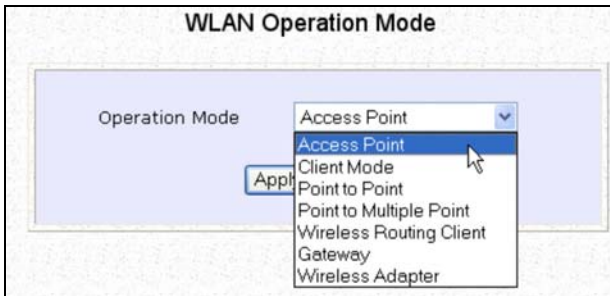 WLAN Operation Mode
Operation Mode Access Point
Access Point
Client Mode
Appl
Point to Point
Point to Multiple Point
Wireless Routing Client
Gateway
Wireless Adapter